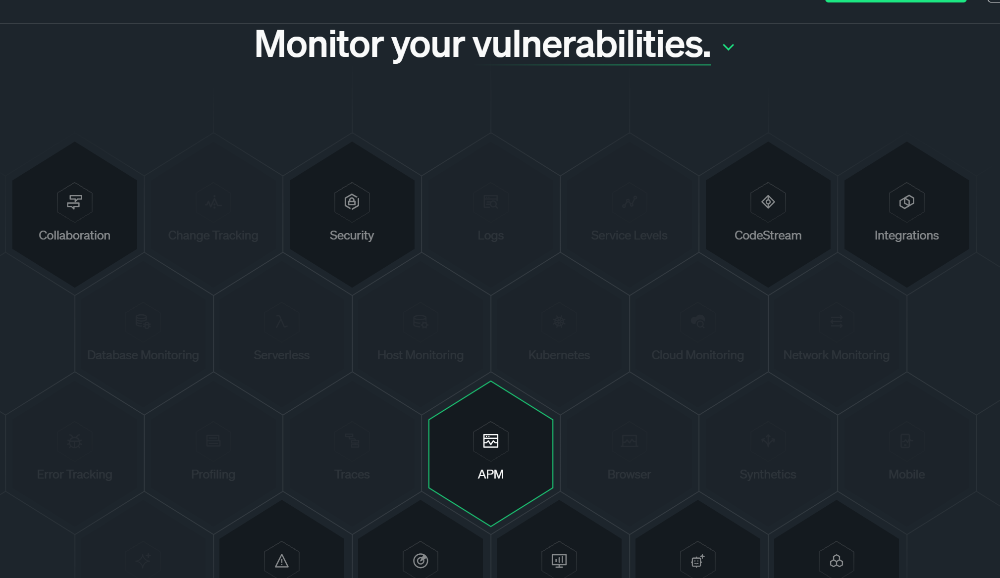 Monitor your vulnerabilities.
Collaboration
Change Tracking
Security
Logs
Service Levels
CodeStream
Integrations
Database Monitoring
Serverless
Host Monitoring
Kubernetes
Cloud Monitoring
Network Monitoring
Error Tracking
Profiling
Traces
APM
Browser
Synthetics
Mobile